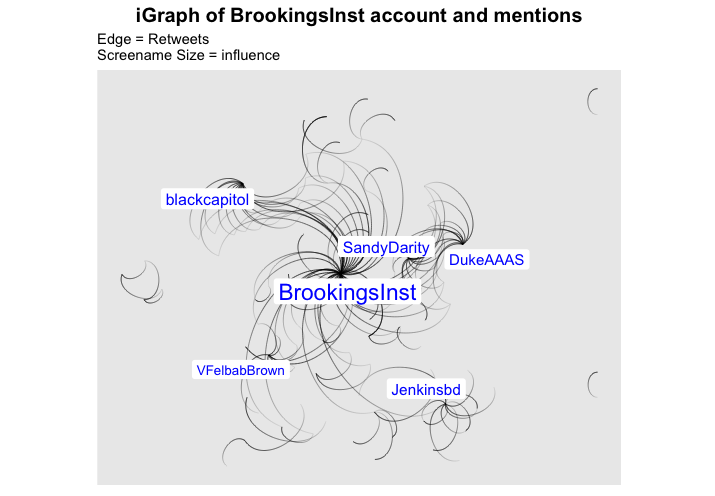 iGraph of BrookingsInst account and mentions
Edge = Retweets
Screename Size = influence
blackcapitol
SandyDarity
DukeAAAS
BrookingsInst
VFelbabBrown
Jenkinsbd